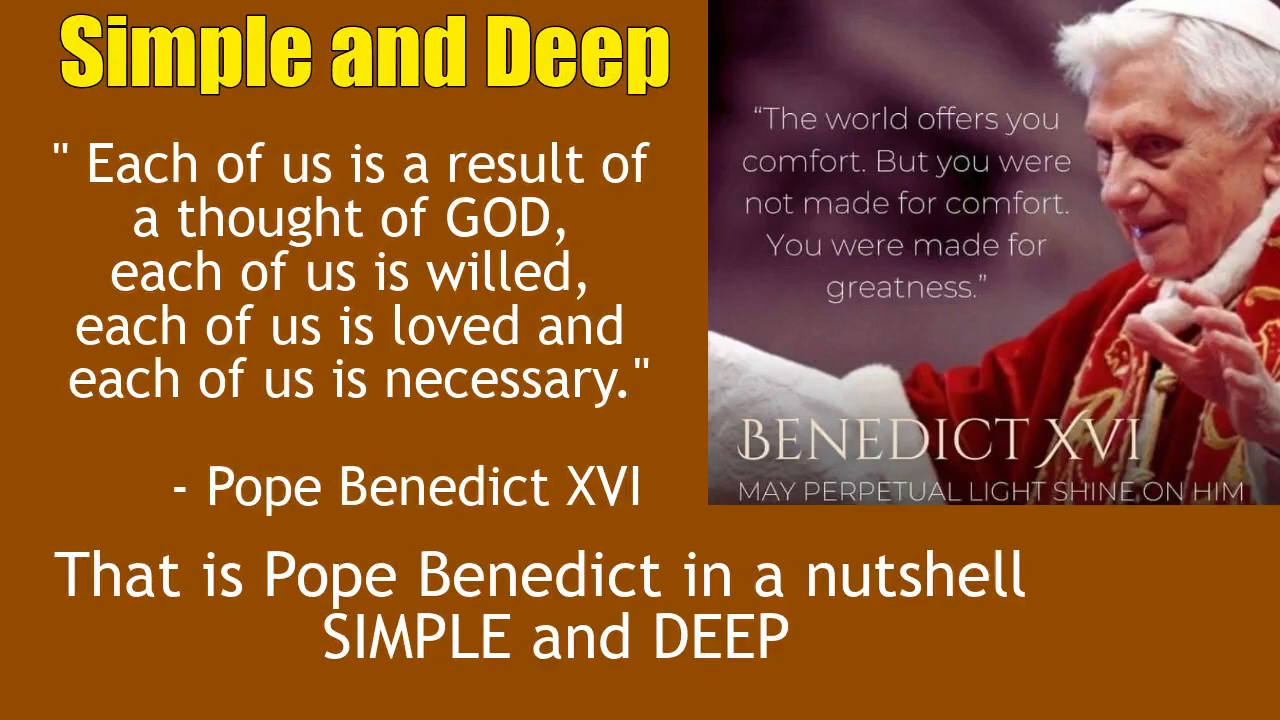 Simple and Deep
" Each of us is a result of
a thought of GOD,
each of us is willed,
each of us is loved and
each of us is necessary."
- Pope Benedict XVI
“The world offers you
comfort. But you were
not made for comfort.
You were made for
greatness.”
BENEDICT XVI
MAY PERPETUAL LIGHT SHINE ON HIM
That is Pope Benedict in a nutshell
SIMPLE and DEEP